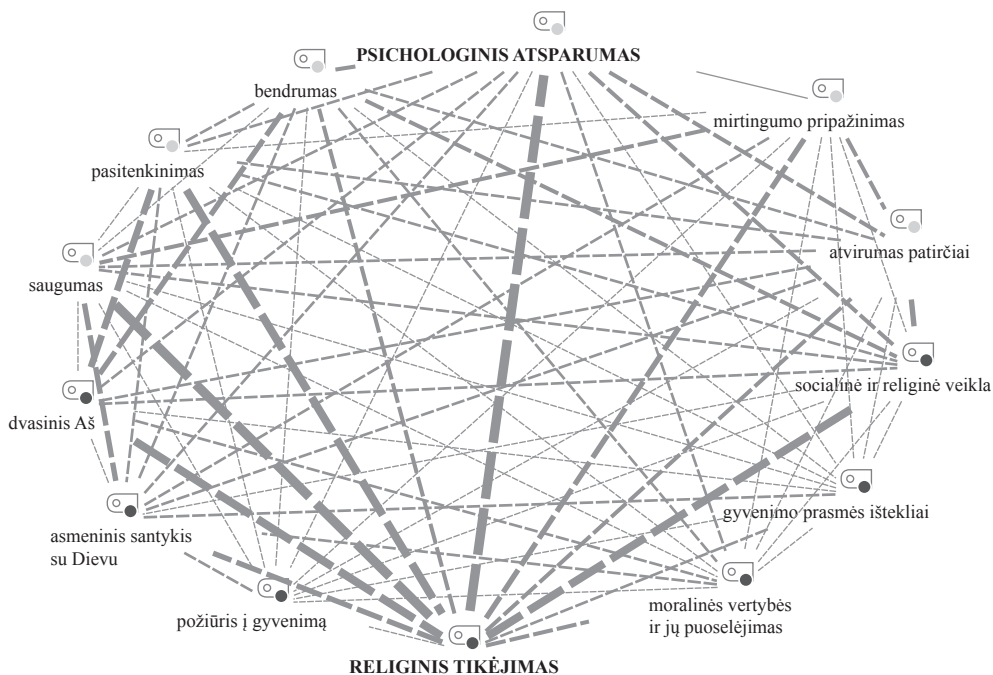 PSICHOLOGINIS ATSPARUMAS
bendrumas
mirtingumo pripažinimas
pasitenkinimas
atvirumas patirčiai
saugumas
socialinė ir religinė veikla
dvasinis Aš
gyvenimo prasmės ištekliai
asmeninis santykis
su Dievu
moralinės vertybės
ir jų puoselėjimas
požiūris į gyvenimą
RELIGINIS TIKĖJIMAS